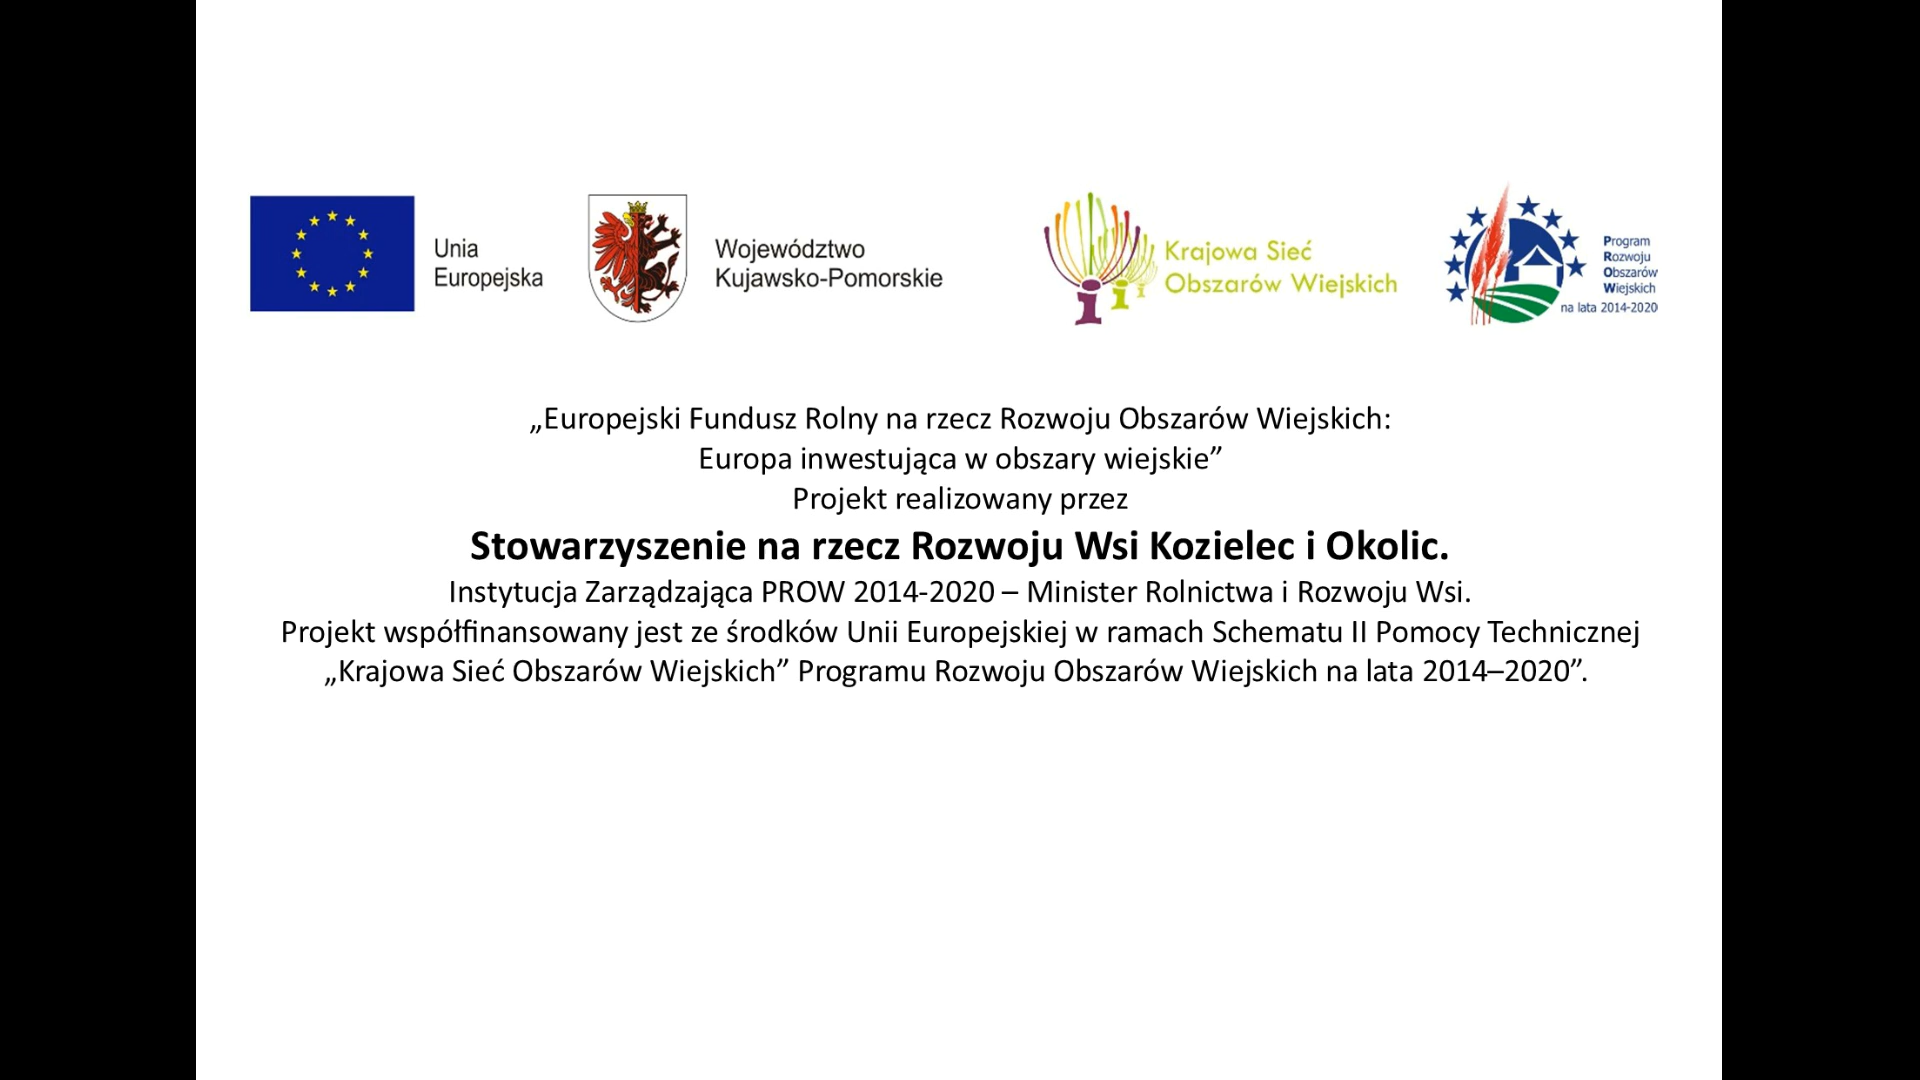 Unia
Europejska
Województwo
Kujawsko-Pomorskie
Krajowa Sieć
Obszarów Wiejskich
Program
Rozwoju
Obszarów
Wiejskich
na lata 2014-2020
„Europejski Fundusz Rolny na rzecz Rozwoju Obszarów Wiejskich:
Europa inwestująca w obszary wiejskie”
Projekt realizowany przez
Stowarzyszenie na rzecz Rozwoju Wsi Kozielec i Okolic.
Instytucja Zarządzająca PROW 2014-2020 – Minister Rolnictwa i Rozwoju Wsi.
Projekt współfinansowany jest ze środków Unii Europejskiej w ramach Schematu II Pomocy Technicznej
„Krajowa Sieć Obszarów Wiejskich” Programu Rozwoju Obszarów Wiejskich na lata 2014–2020”.